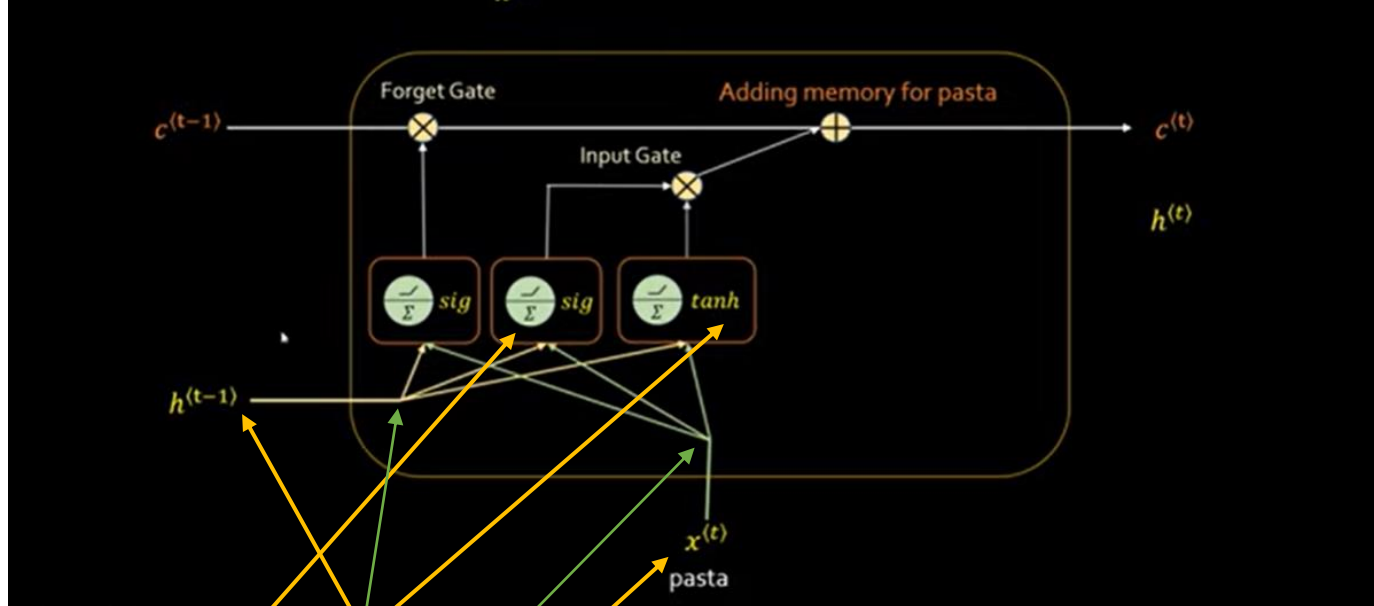 Forget Gate
Adding memory for pasta
c⟨t−1⟩
c⟨t⟩
Input Gate
h⟨t⟩
Σ sig
Σ sig
Σ tanh
h⟨t−1⟩
x⟨t⟩
pasta